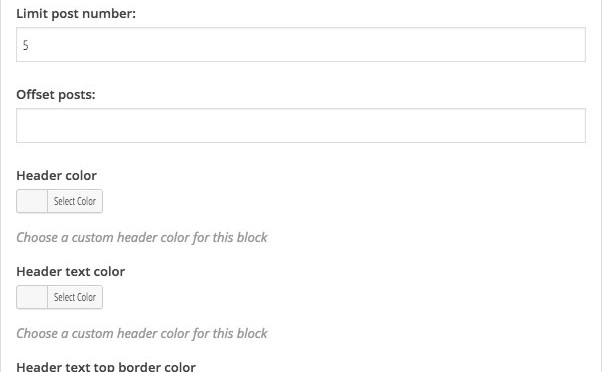 Limit post number:
5
Offset posts:
Header color
Select Color
Choose a custom header color for this block
Header text color
Select Color
Choose a custom header color for this block
Header text top border color